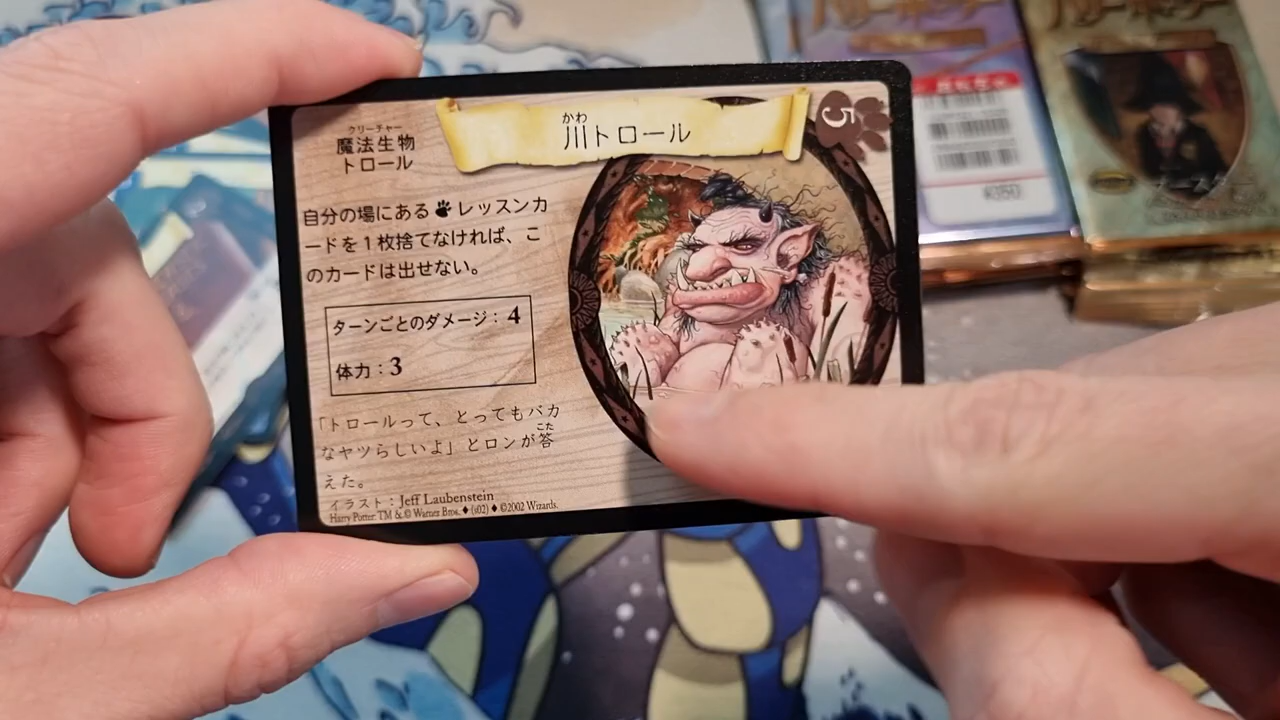 クリーチャー
魔法生物
トロール
かわ
川トロール
5
自分の場にあるレッスンカ
ードを1枚捨てなければ、こ
のカードは出せない。
ターンごとのダメージ：4
体力：3
「トロールって、とってもバカ
なヤツらしいよ」とロンが答
こた
えた。
イラスト：Jeff Laubenstein
Harry Potter: TM & © Warner Bros. ♦ (s02) ♦ ©2002 Wizards.
¥350